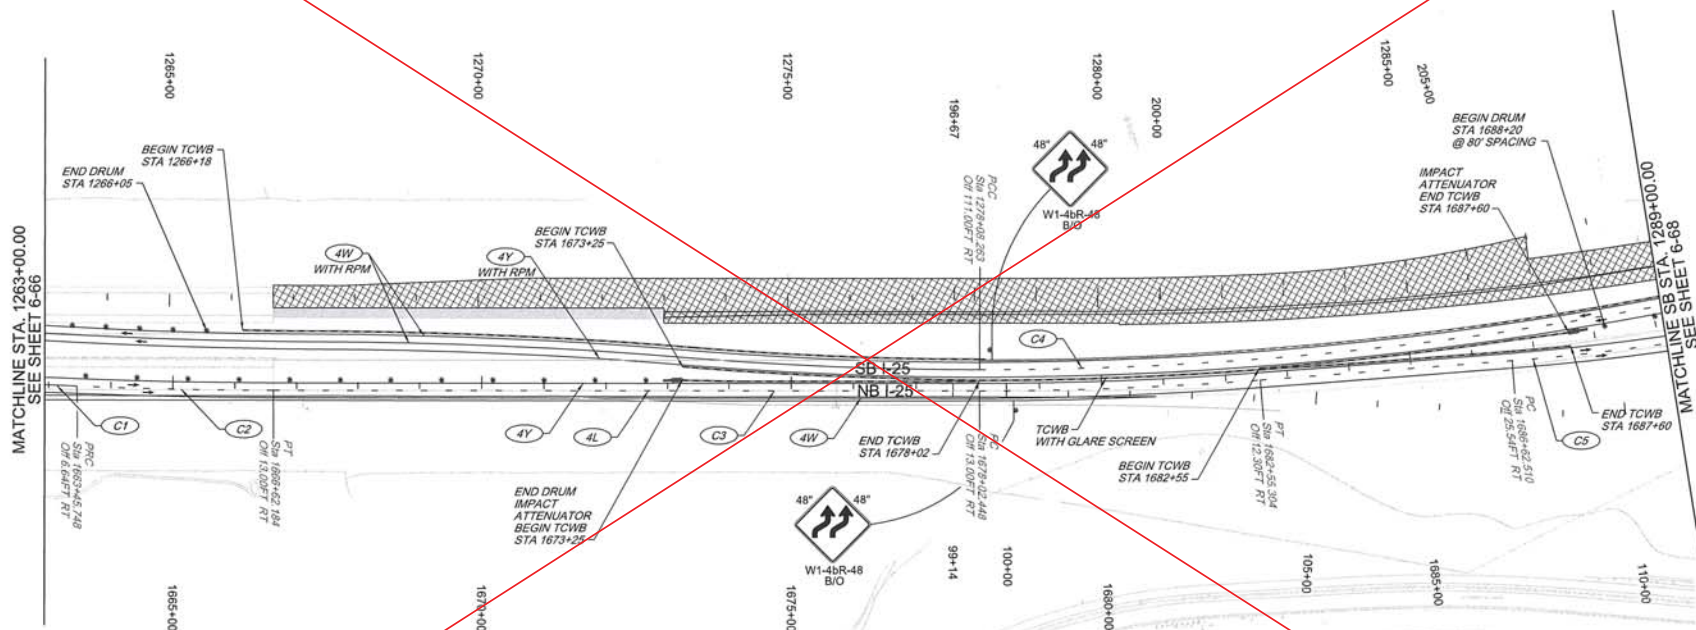 1265+00
1270+00
1275+00
196+67
1280+00
200+00
1285+00
205+00
MATCHLINE STA. 1263+00.00
SEE SHEET 6-66
END DRUM
STA 1266+05
BEGIN TCWB
STA 1266+18
4W
WITH RPM
4Y
WITH RPM
BEGIN TCWB
STA 1673+25
PCC
Sta 1278+08.263
Off 111.00FT RT
48"
48"
W1-4bR-48
B/O
BEGIN DRUM
STA 1688+20
@ 80' SPACING
IMPACT
ATTENUATOR
END TCWB
STA 1687+60
MATCHLINE SB STA. 1289+00.00
SEE SHEET 6-68
C4
SB I-25
NB I-25
C1
PRC
Sta 1663+45.748
Off 6.64FT RT
C2
PT
Sta 1666+62.184
Off 13.00FT RT
4Y
4L
C3
4W
END DRUM
IMPACT
ATTENUATOR
BEGIN TCWB
STA 1673+25
END TCWB
STA 1678+02
PC
Sta 1678+02.448
Off 13.00FT RT
TCWB
WITH GLARE SCREEN
BEGIN TCWB
STA 1682+55
PT
Sta 1682+55.304
Off 12.30FT RT
PC
Sta 1686+62.510
Off 25.54FT RT
C5
END TCWB
STA 1687+60
48"
48"
W1-4bR-48
B/O
1665+00
1670+00
1675+00
99+14
100+00
1680+00
105+00
1685+00
110+00